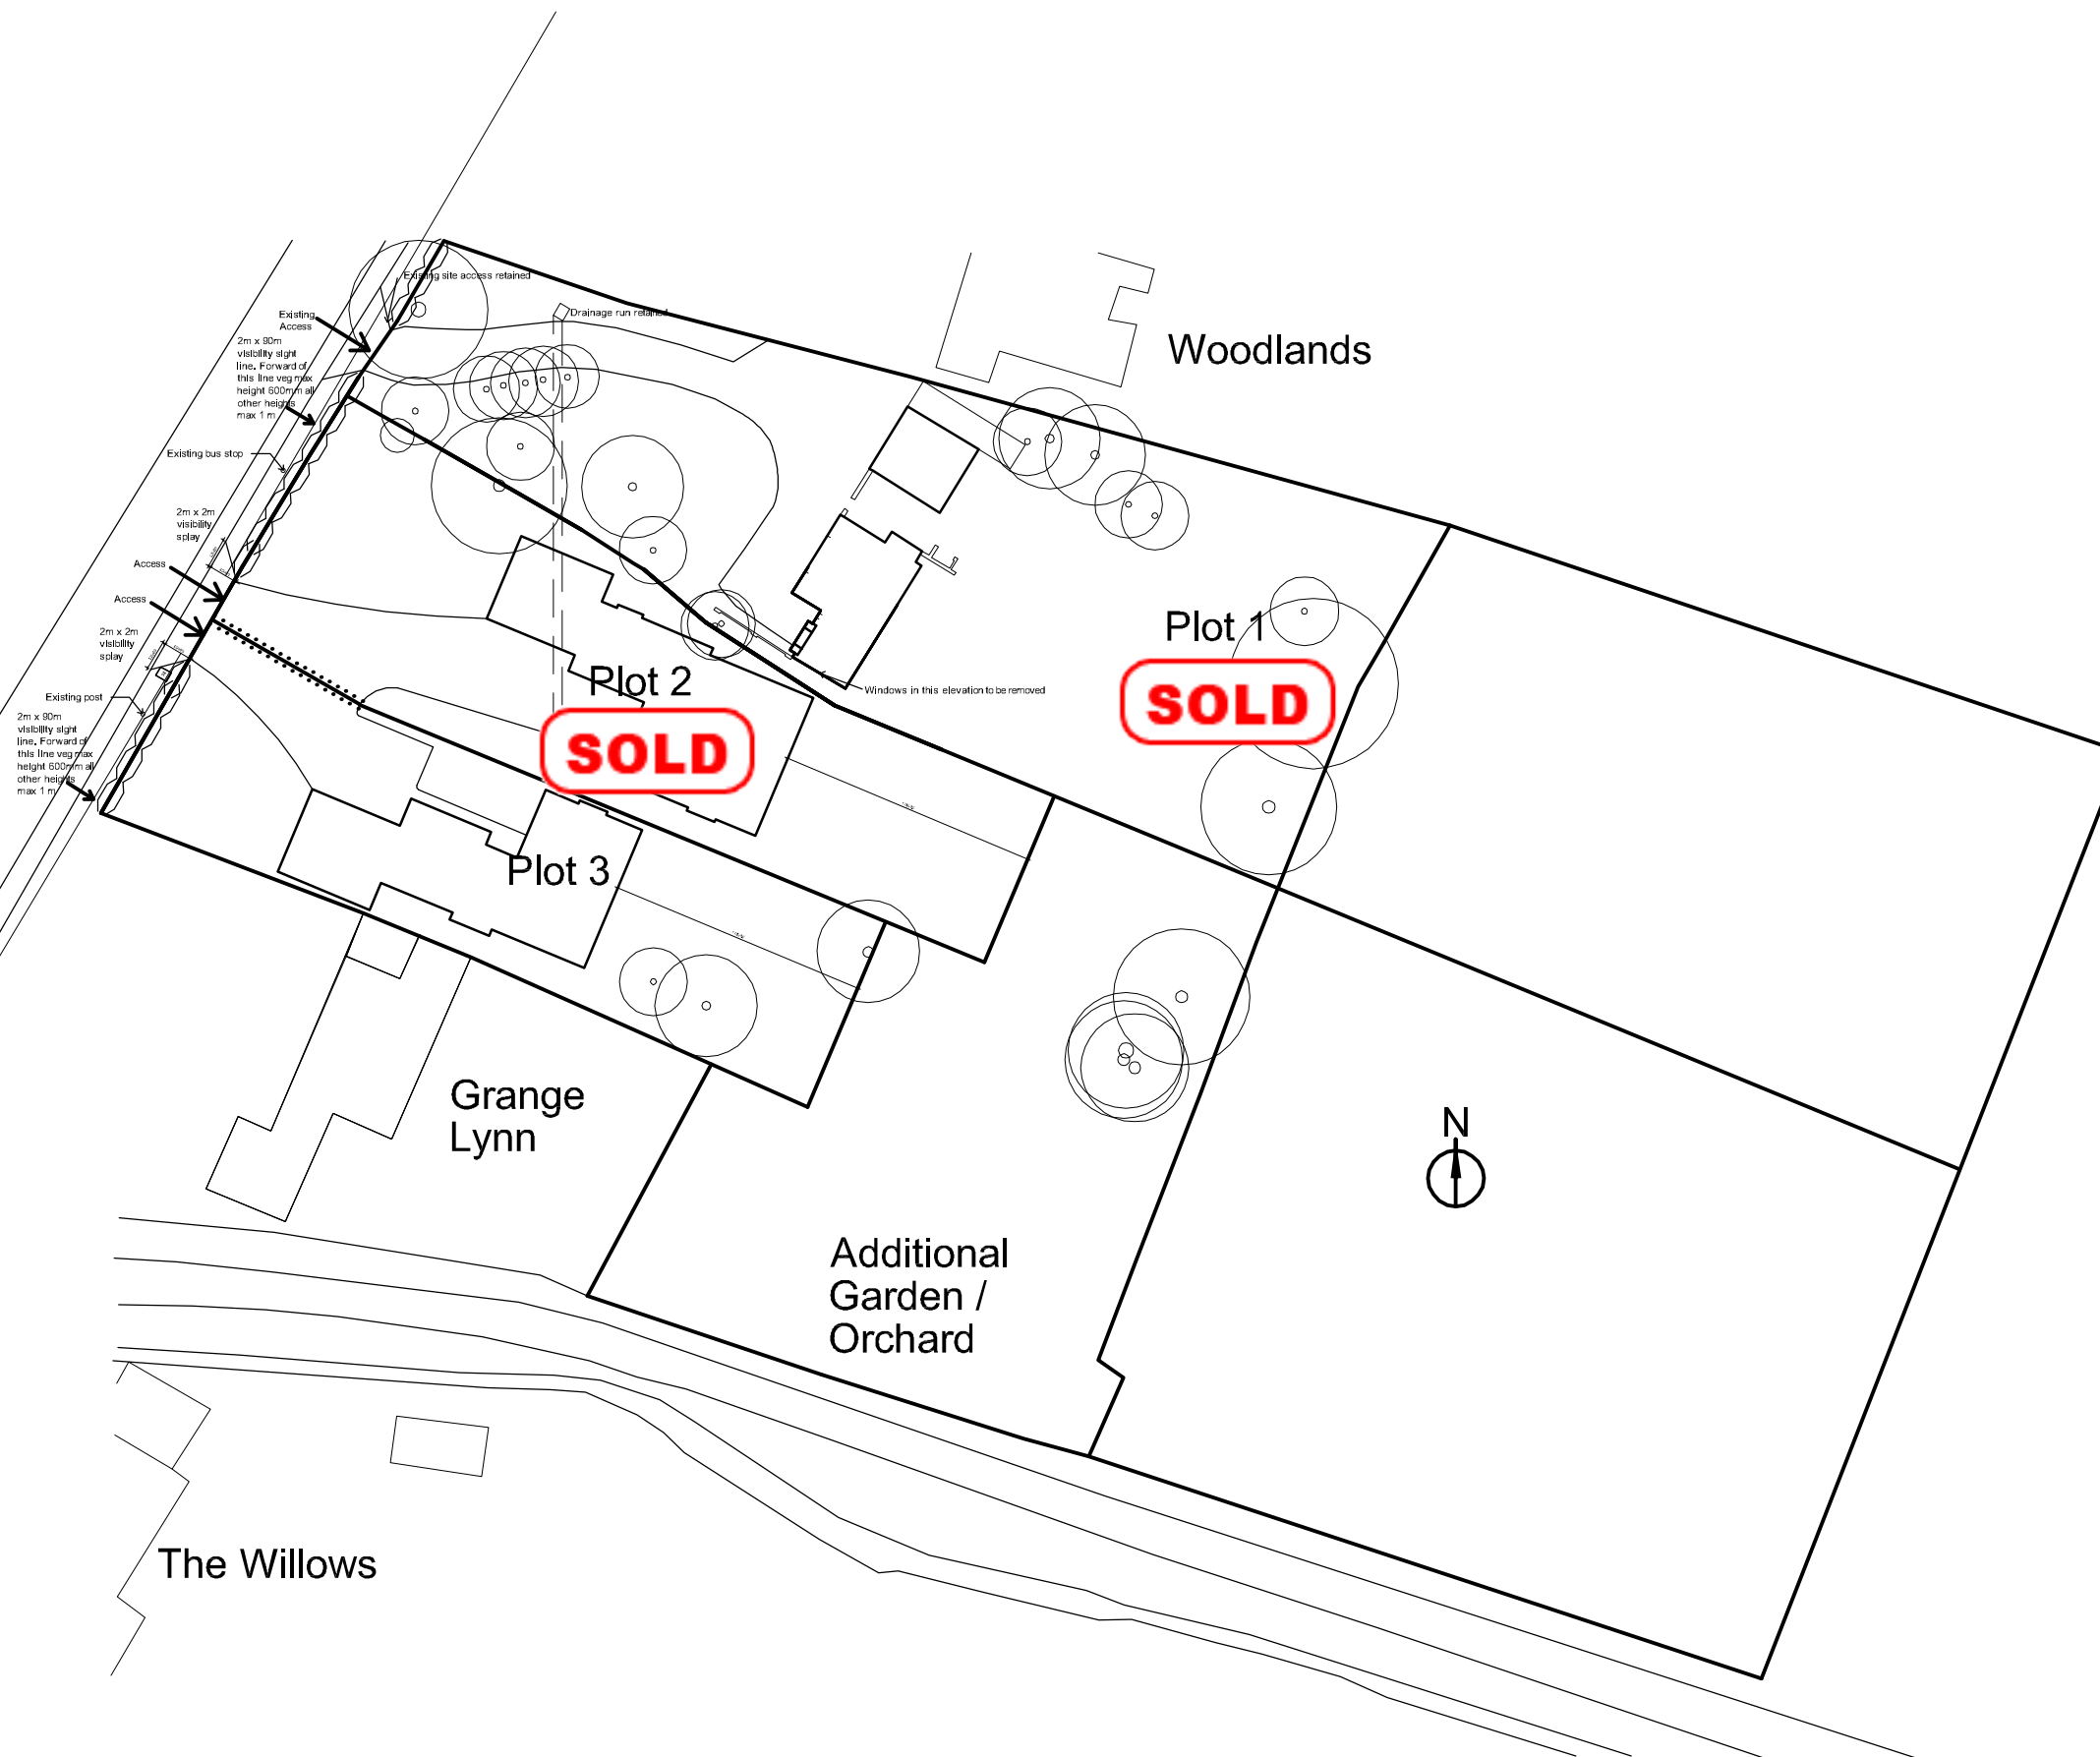 Existing site access retained
Drainage run retained
Existing
Access
2m x 90m
visibility sight
line. Forward of
this line veg max
height 600mm all
other heights
max 1 m
Woodlands
Existing bus stop
2m x 2m
visibility
splay
Access
Access
2m x 2m
visibility
splay
Plot 1
SOLD
Plot 2
SOLD
Windows in this elevation to be removed
Existing post
2m x 90m
visibility sight
line. Forward of
this line veg max
height 600mm all
other heights
max 1 m
Plot 3
Grange
Lynn
N
Additional
Garden /
Orchard
The Willows